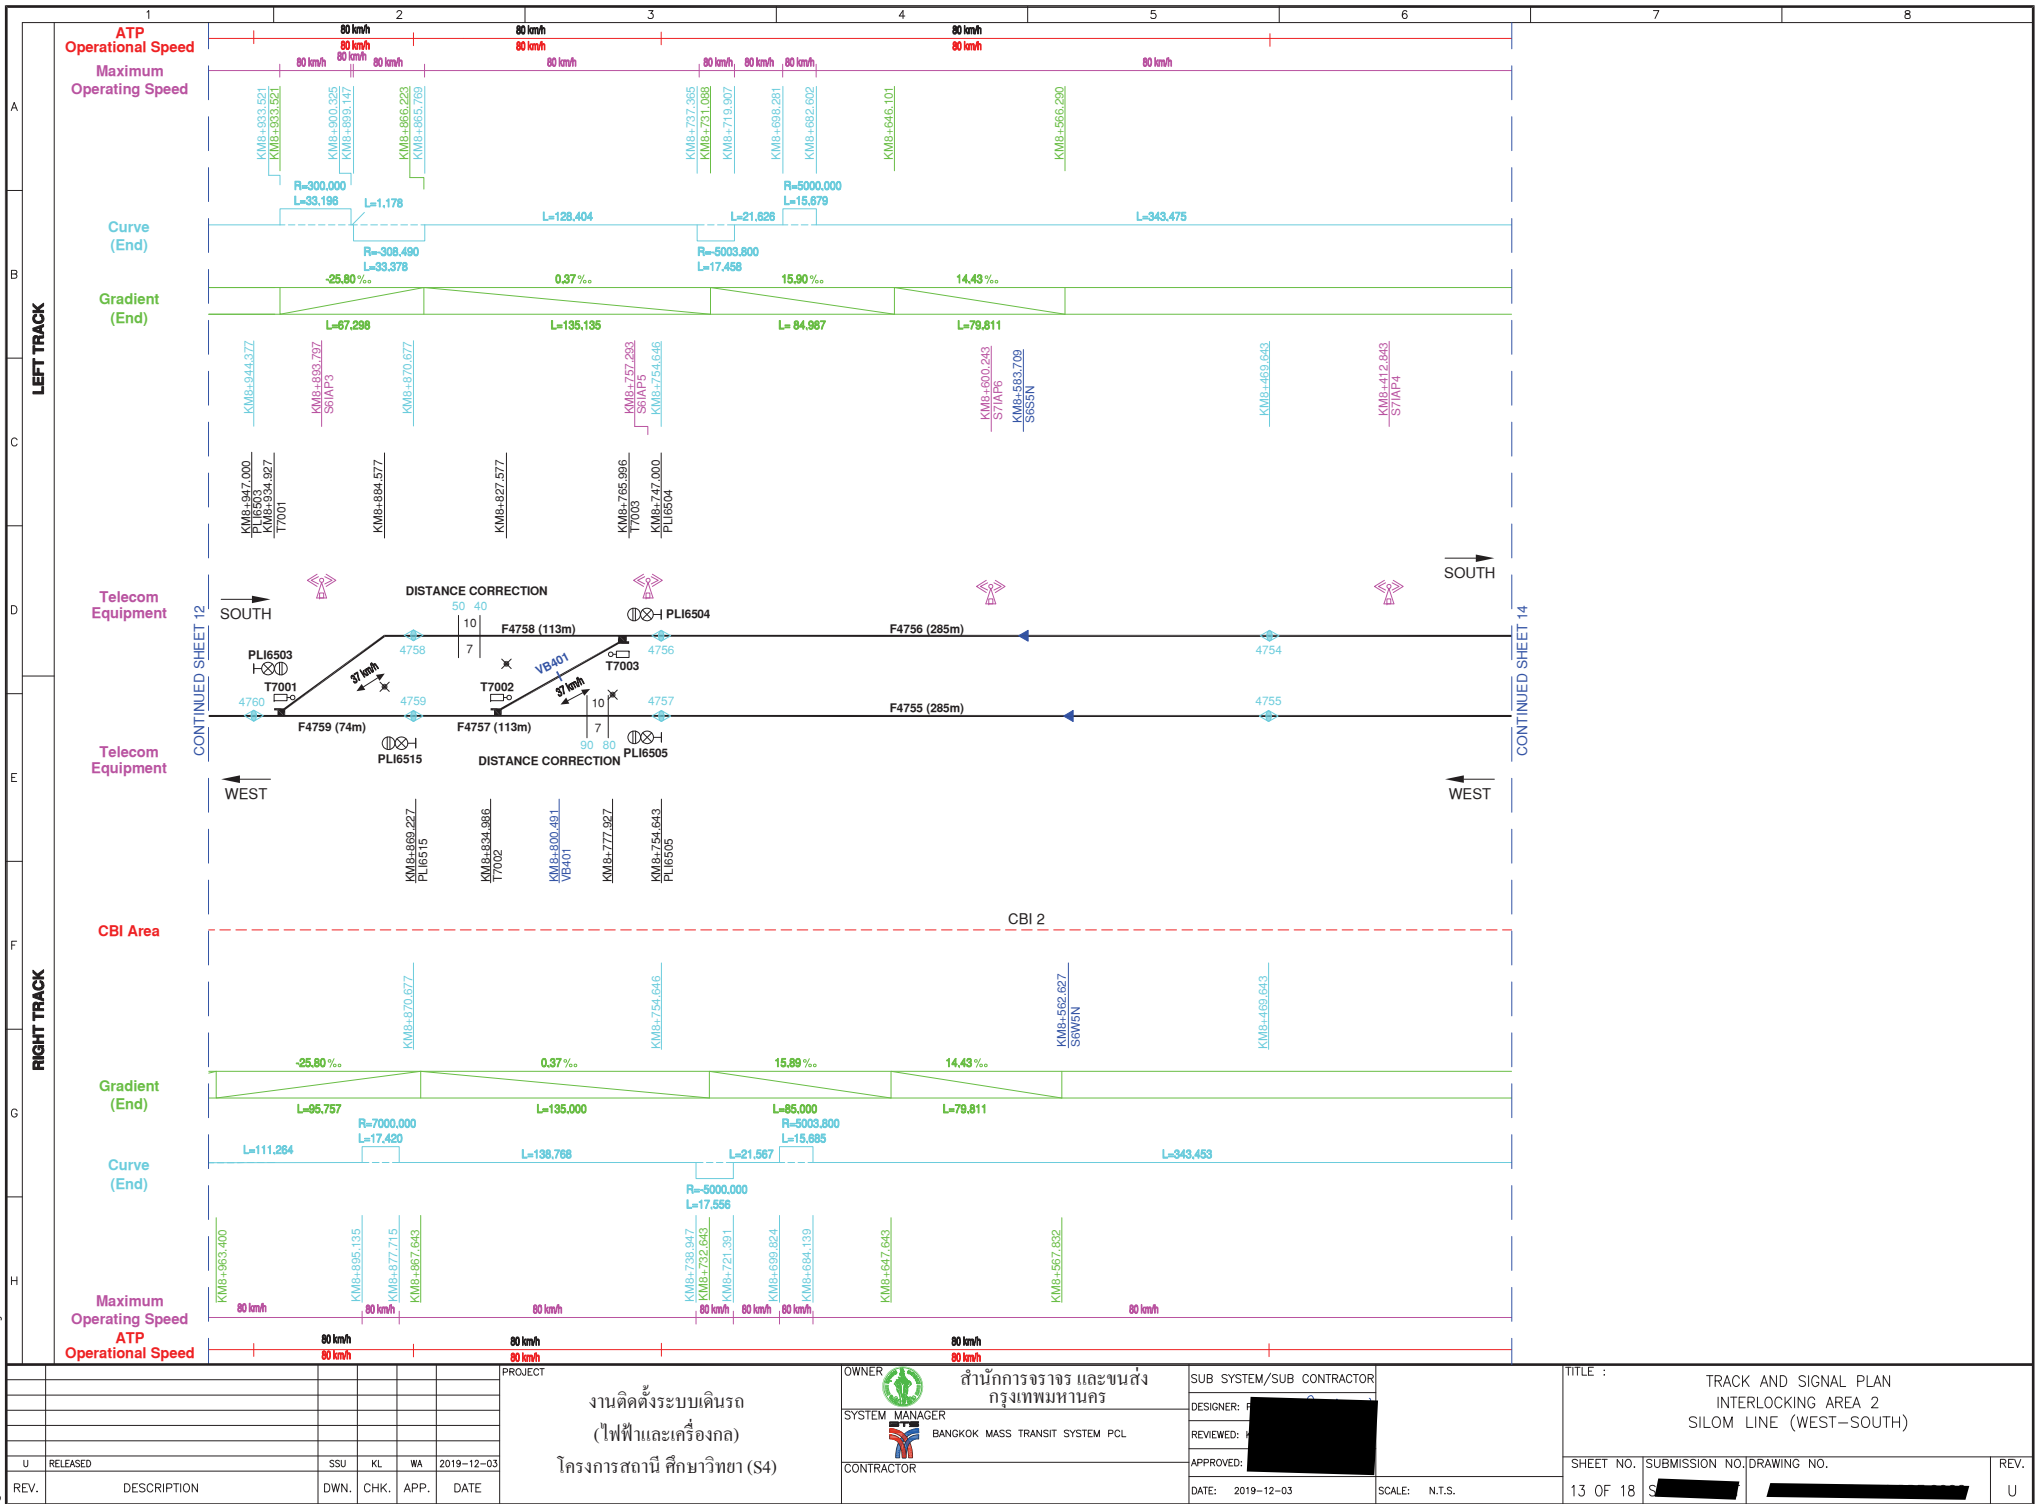 1 2 3 4 5 6 7 8
A
B
C
D
E
F
G
H
LEFT TRACK
RIGHT TRACK
ATP
Operational Speed
80 km/h 80 km/h 80 km/h
80 km/h 80 km/h 80 km/h
Maximum
Operating Speed
80 km/h 80 km/h 80 km/h 80 km/h 80 km/h 80 km/h 80 km/h 80 km/h
KM8+933.521
KM8+933.521
KM8+900.325
KM8+899.147
KM8+866.223
KM8+865.769
KM8+737.365
KM8+731.088
KM8+719.907
KM8+698.281
KM8+682.602
KM8+646.101
KM8+566.290
Curve
(End)
R=300.000
L=33.196
L=1.178
R=-308.490
L=33.378
L=128.404
R=-5003.800
L=17.458
L=21.626
R=5000.000
L=15.679
L=343.475
Gradient
(End)
-25.80‰ 0.37‰ 15.90‰ 14.43‰
L=67.298 L=135.135 L= 84.987 L=79.811
KM8+944.377
KM8+893.797
S6IAP3
KM8+870.677
KM8+757.293
S6IAP5
KM8+754.646
KM8+600.243
S7IAP6
KM8+583.709
S6S5N
KM8+469.643
KM8+412.843
S7IAP4
KM8+947.000
PLI6503
KM8+934.927
T7001
KM8+884.577
KM8+827.577
KM8+765.996
T7003
KM8+747.000
PLI6504
Telecom
Equipment
CONTINUED SHEET 12
CONTINUED SHEET 14
SOUTH
SOUTH
DISTANCE CORRECTION
50 40
10
7
F4758 (113m)
PLI6504
F4756 (285m)
4758
4756
4754
PLI6503
T7001
37 km/h
T7002
VB401
37 km/h
T7003
4760
4759
4757
4755
F4759 (74m)
F4757 (113m)
F4755 (285m)
10
7
90 80
PLI6515
DISTANCE CORRECTION
PLI6505
Telecom
Equipment
WEST
WEST
KM8+869.227
PLI6515
KM8+834.986
T7002
KM8+800.491
VB401
KM8+777.927
KM8+754.643
PLI6505
CBI Area
CBI 2
KM8+870.677
KM8+754.646
KM8+562.627
S6W5N
KM8+469.643
Gradient
(End)
-25.80‰ 0.37‰ 15.89‰ 14.43‰
L=95.757 L=135.000 L=85.000 L=79.811
Curve
(End)
L=111.264
R=7000.000
L=17.420
L=138.768
R=-5000.000
L=17.556
L=21.567
R=5003.800
L=15.685
L=343.453
KM8+963.400
KM8+895.135
KM8+877.715
KM8+867.643
KM8+738.947
KM8+732.643
KM8+721.391
KM8+699.824
KM8+684.139
KM8+647.643
KM8+567.832
Maximum
Operating Speed
80 km/h 80 km/h 80 km/h 80 km/h 80 km/h 80 km/h 80 km/h
ATP
Operational Speed
80 km/h 80 km/h 80 km/h
80 km/h 80 km/h 80 km/h
U RELEASED SSU KL WA 2019-12-03
REV. DESCRIPTION DWN. CHK. APP. DATE
PROJECT
งานติดตั้งระบบเดินรถ
(ไฟฟ้าและเครื่องกล)
โครงการสถานี ศึกษาวิทยา (S4)
OWNER
สำนักการจราจร และขนส่ง
กรุงเทพมหานคร
SYSTEM MANAGER
BANGKOK MASS TRANSIT SYSTEM PCL
CONTRACTOR
SUB SYSTEM/SUB CONTRACTOR
DESIGNER:
REVIEWED:
APPROVED:
DATE: 2019-12-03
SCALE: N.T.S.
TITLE :
TRACK AND SIGNAL PLAN
INTERLOCKING AREA 2
SILOM LINE (WEST-SOUTH)
SHEET NO. SUBMISSION NO. DRAWING NO. REV.
13 OF 18 U